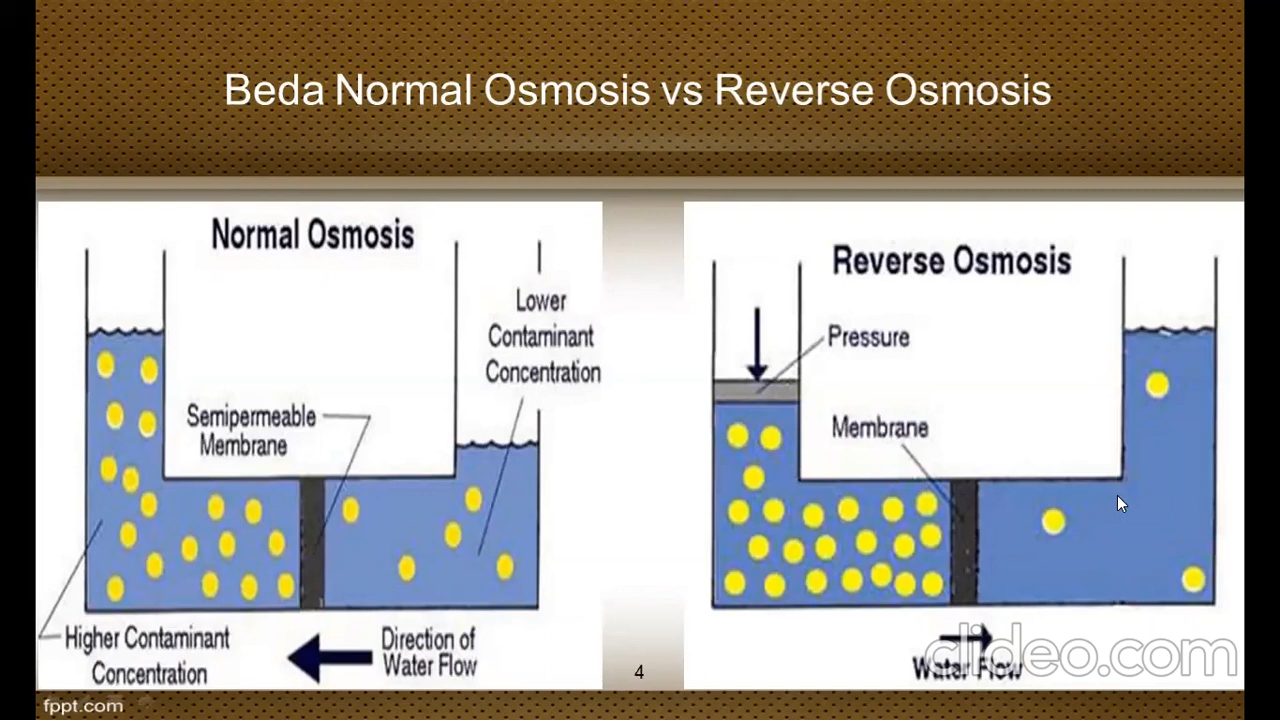 Beda Normal Osmosis vs Reverse Osmosis
Normal Osmosis
Lower
Contaminant
Concentration
Semipermeable
Membrane
Higher Contaminant
Concentration
Direction of
Water Flow
Reverse Osmosis
Pressure
Membrane
Water Flow
clideo.com
4
fppt.com